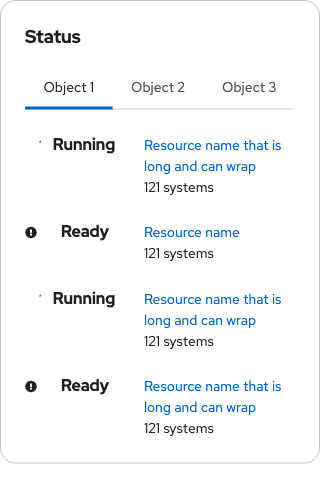 Status
Object 1 Object 2 Object 3
Running Resource name that is
long and can wrap
121 systems
Ready Resource name
121 systems
Running Resource name that is
long and can wrap
121 systems
Ready Resource name that is
long and can wrap
121 systems